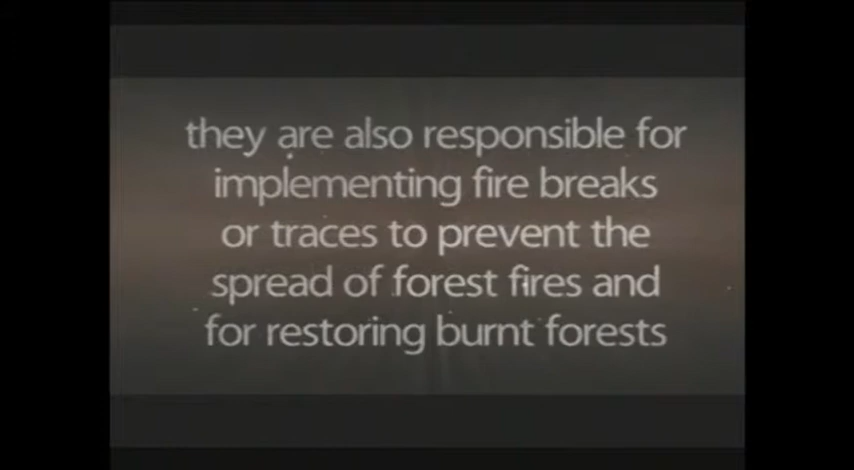 they are also responsible for
implementing fire breaks
or traces to prevent the
spread of forest fires and
for restoring burnt forests